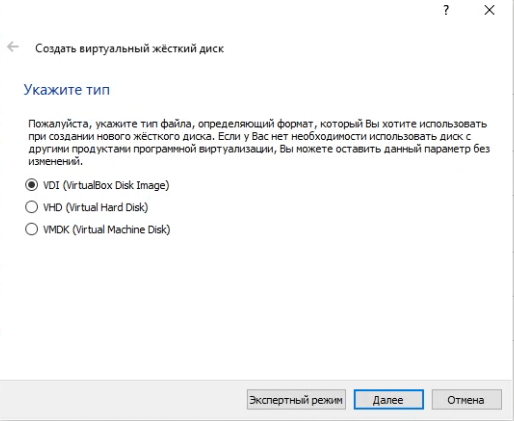 ?
Создать виртуальный жёсткий диск
Укажите тип
Пожалуйста, укажите тип файла, определяющий формат, который Вы хотите использовать
при создании нового жёсткого диска. Если у Вас нет необходимости использовать диск с
другими продуктами программной виртуализации, Вы можете оставить данный параметр без
изменений.
VDI (VirtualBox Disk Image)
VHD (Virtual Hard Disk)
VMDK (Virtual Machine Disk)
Экспертный режим Далее Отмена